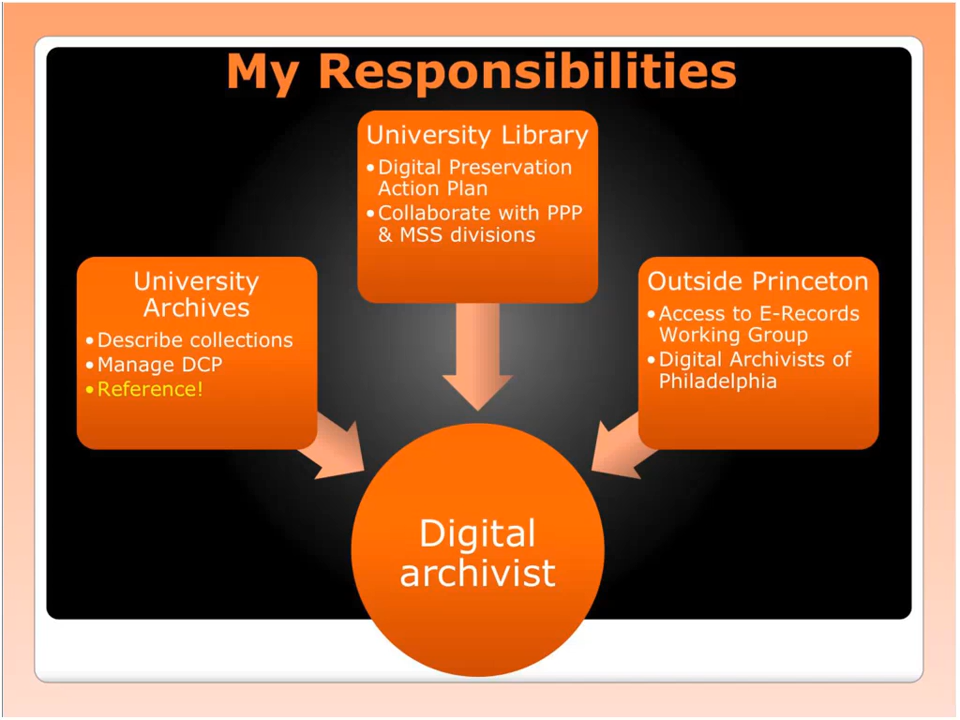 My Responsibilities
University Library
•Digital Preservation
Action Plan
•Collaborate with PPP
& MSS divisions
University
Archives
•Describe collections
•Manage DCP
•Reference!
Outside Princeton
•Access to E-Records
Working Group
•Digital Archivists of
Philadelphia
Digital
archivist